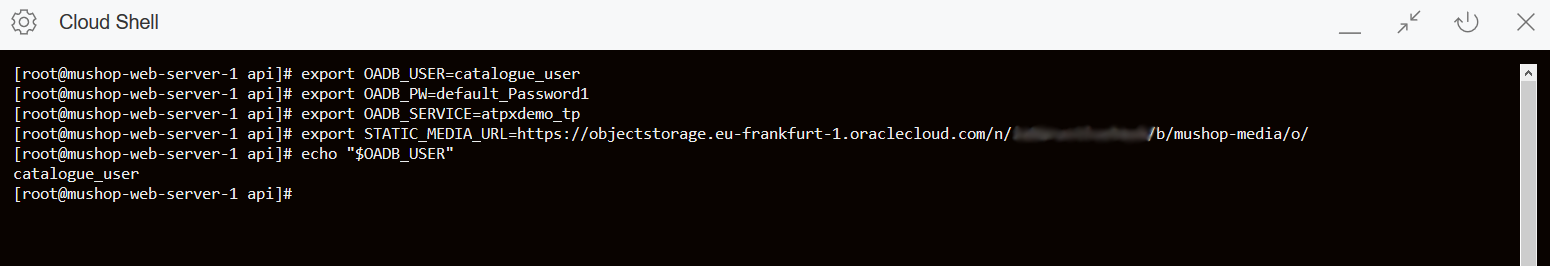 Cloud Shell
[root@mushop-web-server-1 api]# export OADB_USER=catalogue_user
[root@mushop-web-server-1 api]# export OADB_PW=default_Password1
[root@mushop-web-server-1 api]# export OADB_SERVICE=atpxdemo_tp
[root@mushop-web-server-1 api]# export STATIC_MEDIA_URL=https://objectstorage.eu-frankfurt-1.oraclecloud.com/n/ /b/mushop-media/o/
[root@mushop-web-server-1 api]# echo "$OADB_USER"
catalogue_user
[root@mushop-web-server-1 api]#